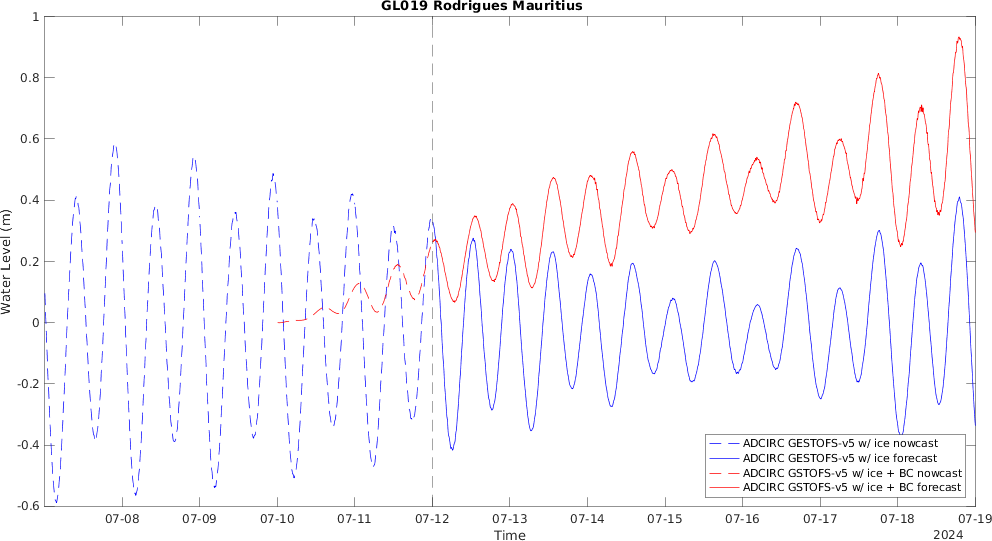 GL019 Rodrigues Mauritius
Water Level (m)
1
0.8
0.6
0.4
0.2
0
-0.2
-0.4
-0.6
ADCIRC GESTOFS-v5 w/ ice nowcast
ADCIRC GESTOFS-v5 w/ ice forecast
ADCIRC GSTOFS-v5 w/ ice + BC nowcast
ADCIRC GSTOFS-v5 w/ ice + BC forecast
07-08 07-09 07-10 07-11 07-12 07-13 07-14 07-15 07-16 07-17 07-18 07-19
Time
2024